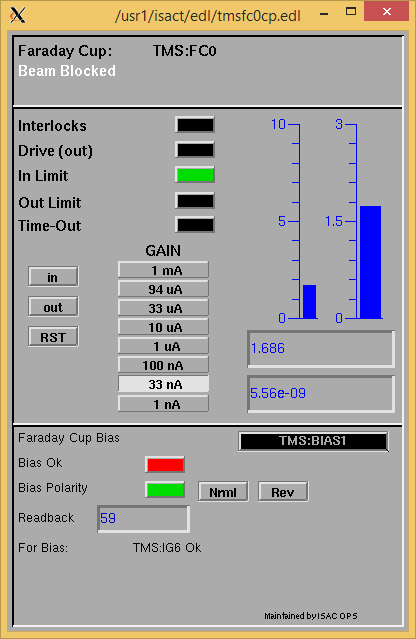 /usr1/isact/edl/tmsfc0cp.edl
Faraday Cup: TMS:FC0
Beam Blocked
Interlocks
Drive (out)
In Limit
Out Limit
Time-Out
10
5
0
3
1.5
0
GAIN
1 mA
94 uA
33 uA
10 uA
1 uA
100 nA
33 nA
1 nA
in
out
RST
1.686
5.56e-09
Faraday Cup Bias TMS:BIAS1
Bias Ok
Bias Polarity Nrml Rev
Readback 59
For Bias: TMS:IG6 Ok
Maintained by ISAC OPS